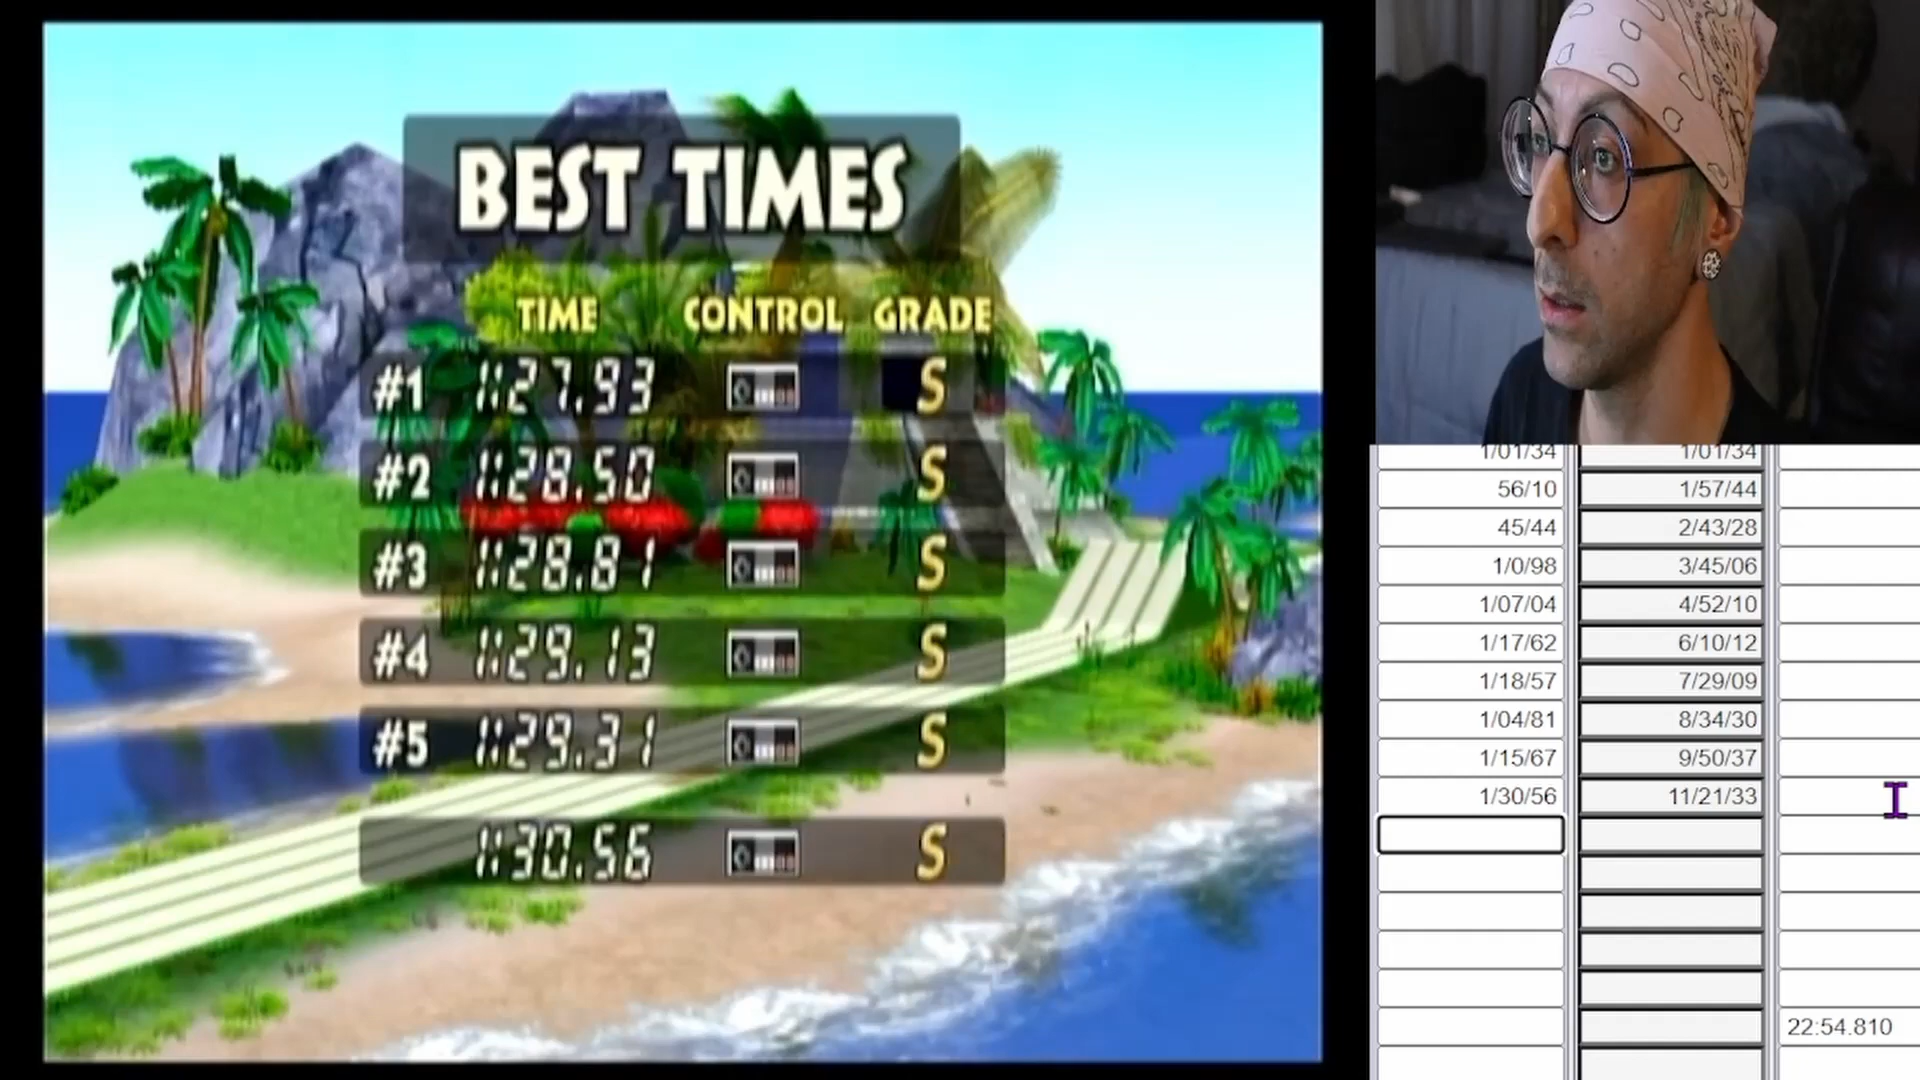 BEST TIMES
TIME CONTROL GRADE
#1 1:27.93 S
#2 1:28.50 S
#3 1:28.81 S
#4 1:29.13 S
#5 1:29.31 S
1:30.56 S
1/01/34 1/01/34
56/10 1/57/44
45/44 2/43/28
1/0/98 3/45/06
1/07/04 4/52/10
1/17/62 6/10/12
1/18/57 7/29/09
1/04/81 8/34/30
1/15/67 9/50/37
1/30/56 11/21/33
22:54.810